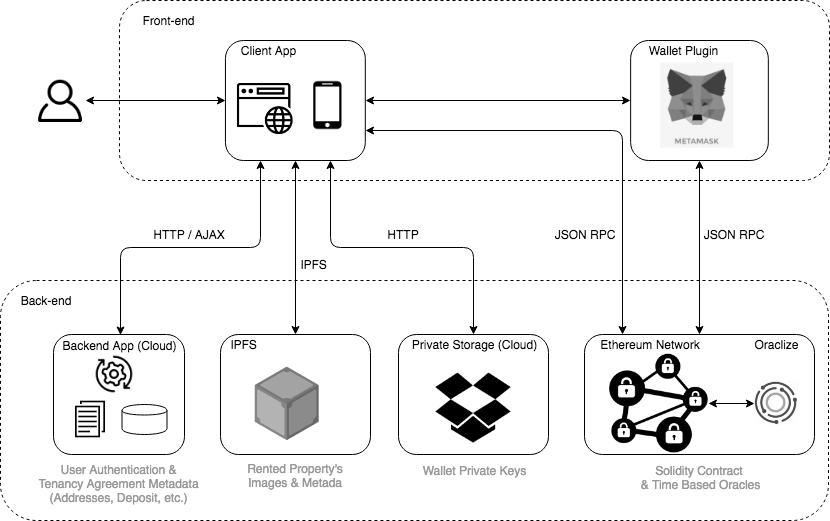 Front-end
Client App
Wallet Plugin
METAMASK
HTTP / AJAX
HTTP
JSON RPC
JSON RPC
IPFS
Back-end
Backend App (Cloud)
IPFS
Private Storage (Cloud)
Ethereum Network
Oraclize
User Authentication &
Tenancy Agreement Metadata
(Addresses, Deposit, etc.)
Rented Property's
Images & Metada
Wallet Private Keys
Solidity Contract
& Time Based Oracles